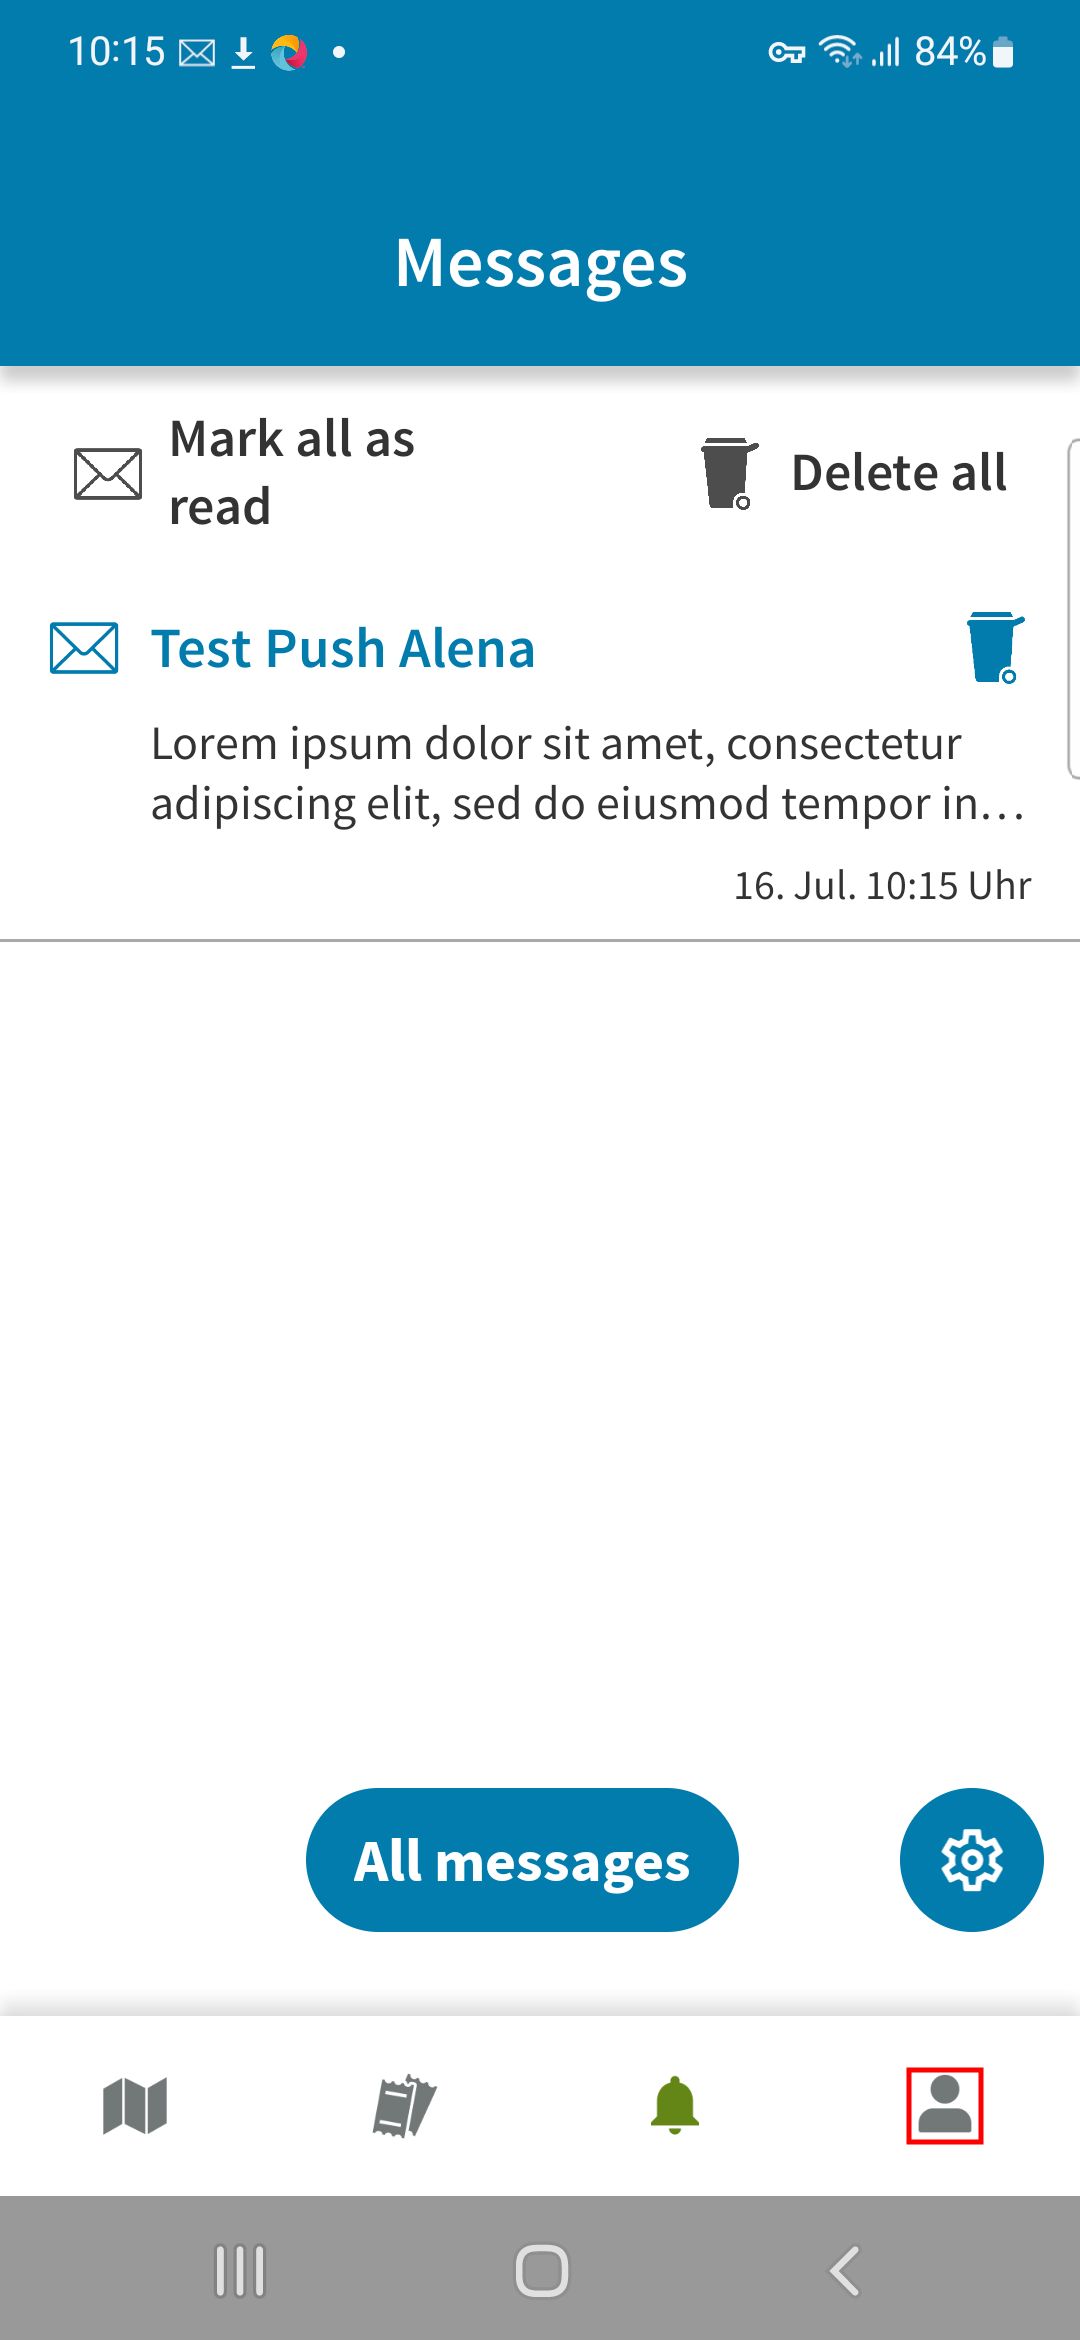 10:15
84%
Messages
Mark all as
read
Delete all
Test Push Alena
Lorem ipsum dolor sit amet, consectetur
adipiscing elit, sed do eiusmod tempor in...
16. Jul. 10:15 Uhr
All messages